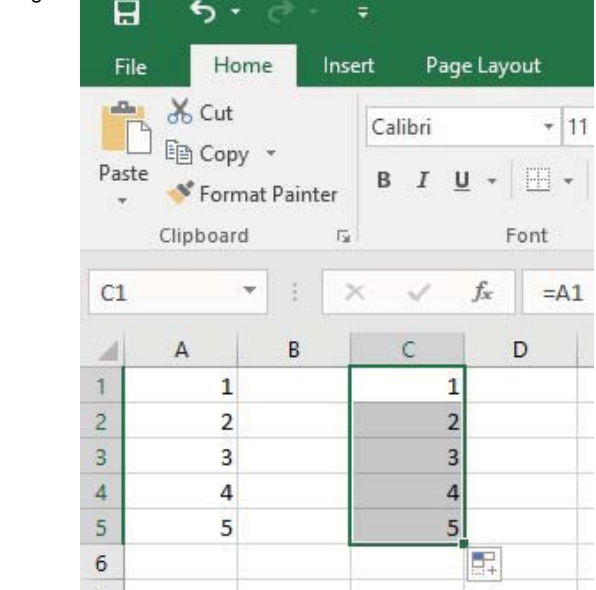 File Home Insert Page Layout
Cut
Calibri 11
Copy
Paste
B I U
Format Painter
Clipboard Font
C1 fx =A1
A B C D
1 1 1
2 2 2
3 3 3
4 4 4
5 5 5
6